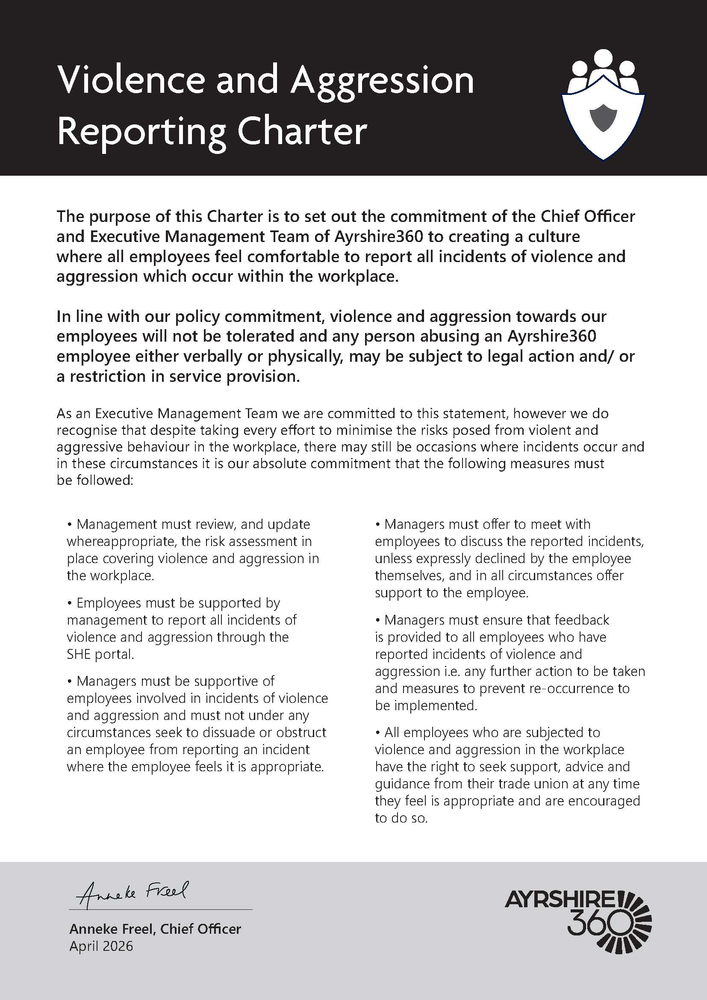 Violence and Aggression
Reporting Charter
The purpose of this Charter is to set out the commitment of the Chief Officer
and Executive Management Team of Ayrshire360 to creating a culture
where all employees feel comfortable to report all incidents of violence and
aggression which occur within the workplace.
In line with our policy commitment, violence and aggression towards our
employees will not be tolerated and any person abusing an Ayrshire360
employee either verbally or physically, may be subject to legal action and/ or
a restriction in service provision.
As an Executive Management Team we are committed to this statement, however we do
recognise that despite taking every effort to minimise the risks posed from violent and
aggressive behaviour in the workplace, there may still be occasions where incidents occur and
in these circumstances it is our absolute commitment that the following measures must
be followed:
• Management must review, and update
whereappropriate, the risk assessment in
place covering violence and aggression in
the workplace.
• Employees must be supported by
management to report all incidents of
violence and aggression through the
SHE portal.
• Managers must be supportive of
employees involved in incidents of violence
and aggression and must not under any
circumstances seek to dissuade or obstruct
an employee from reporting an incident
where the employee feels it is appropriate.
• Managers must offer to meet with
employees to discuss the reported incidents,
unless expressly declined by the employee
themselves, and in all circumstances offer
support to the employee.
• Managers must ensure that feedback
is provided to all employees who have
reported incidents of violence and
aggression i.e. any further action to be taken
and measures to prevent re-occurrence to
be implemented.
• All employees who are subjected to
violence and aggression in the workplace
have the right to seek support, advice and
guidance from their trade union at any time
they feel is appropriate and are encouraged
to do so.
Anneke Freel
Anneke Freel, Chief Officer
April 2026
AYRSHIRE
360